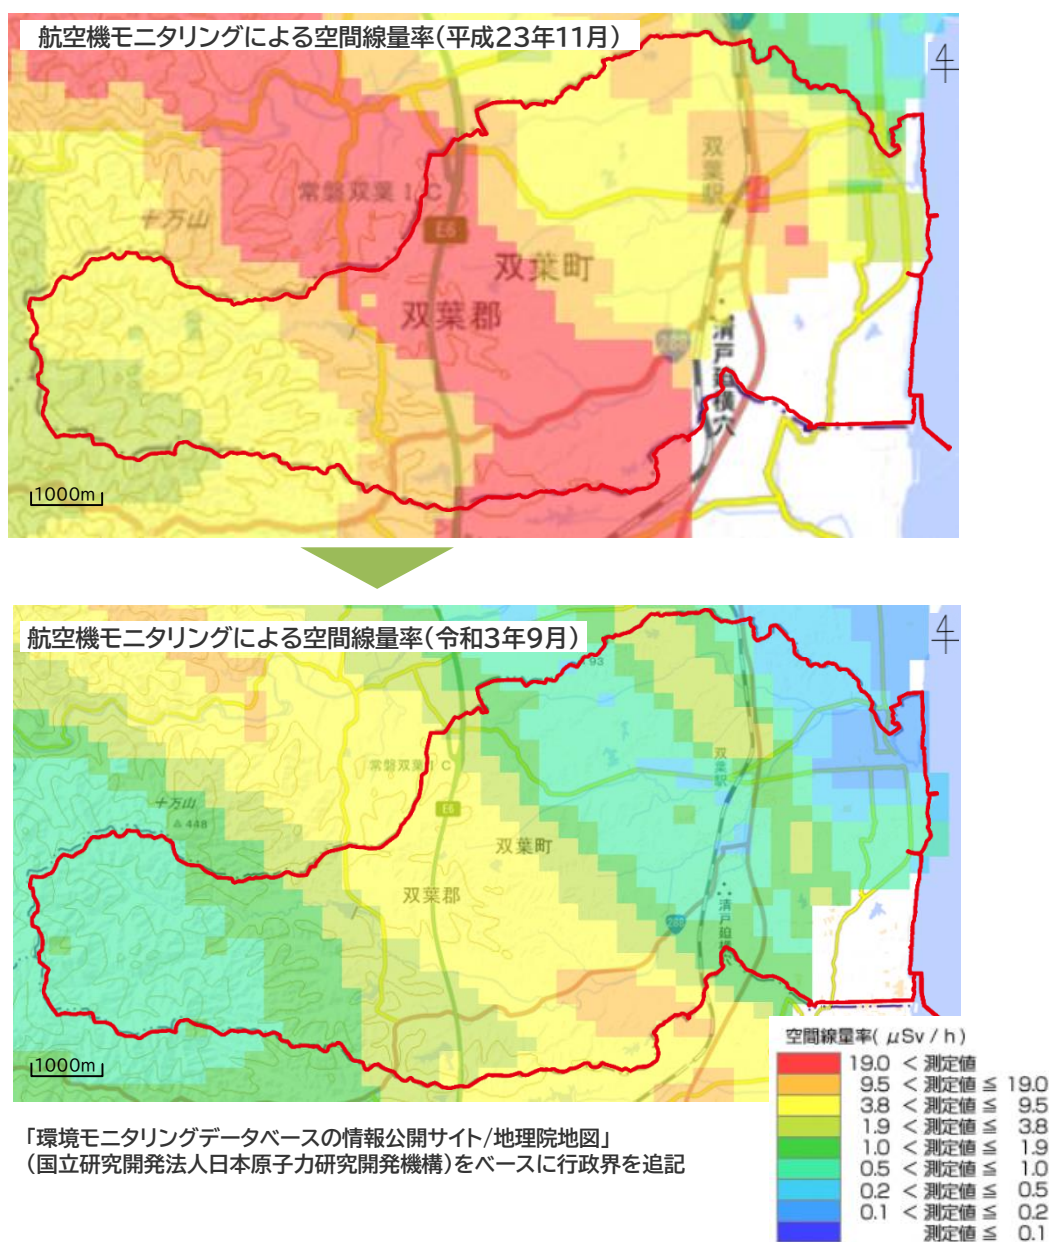 航空機モニタリングによる空間線量率(平成23年11月)
双葉駅
常磐双葉IC
十万山
E6
双葉町
双葉郡
288
清戸廹横穴
1000m
航空機モニタリングによる空間線量率(令和3年9月)
93
常磐双葉IC
双葉駅
十万山
448
E6
双葉町
双葉郡
288
清戸廹横穴
1000m
空間線量率( μSv / h )
19.0 < 測定値
9.5 < 測定値 ≦ 19.0
3.8 < 測定値 ≦ 9.5
1.9 < 測定値 ≦ 3.8
1.0 < 測定値 ≦ 1.9
0.5 < 測定値 ≦ 1.0
0.2 < 測定値 ≦ 0.5
0.1 < 測定値 ≦ 0.2
測定値 ≦ 0.1
「環境モニタリングデータベースの情報公開サイト/地理院地図」
(国立研究開発法人日本原子力研究開発機構)をベースに行政界を追記